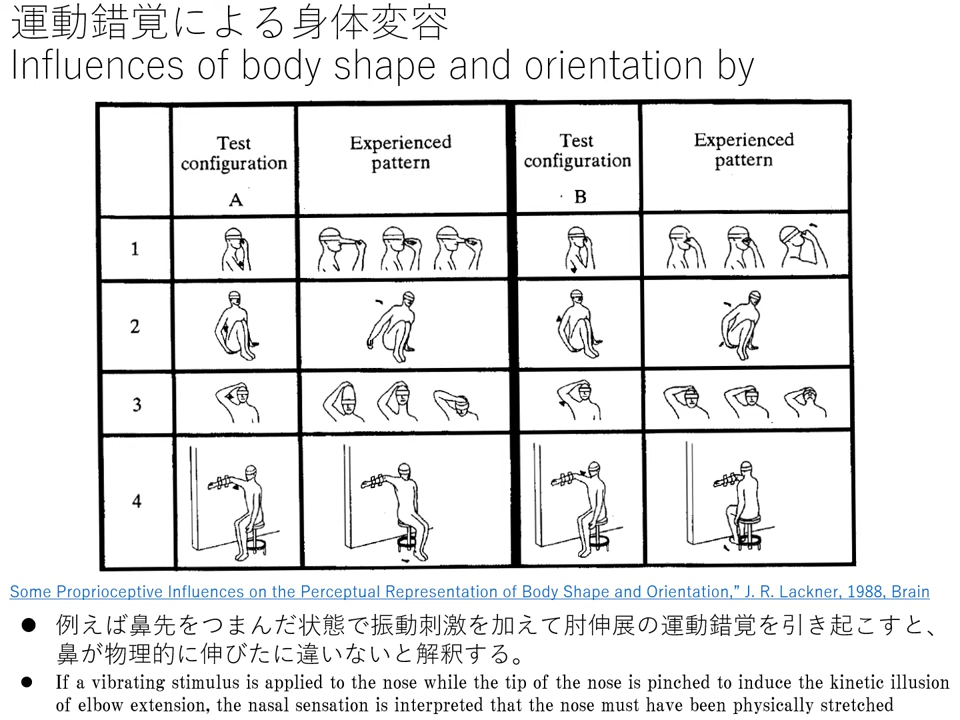 運動錯覚による身体変容
Influences of body shape and orientation by
Test configuration A
Experienced pattern
Test configuration B
Experienced pattern
1
2
3
4
Some Proprioceptive Influences on the Perceptual Representation of Body Shape and Orientation,” J. R. Lackner, 1988, Brain
● 例えば鼻先をつまんだ状態で振動刺激を加えて肘伸展の運動錯覚を引き起こすと、
鼻が物理的に伸びたに違いないと解釈する。
● If a vibrating stimulus is applied to the nose while the tip of the nose is pinched to induce the kinetic illusion
of elbow extension, the nasal sensation is interpreted that the nose must have been physically stretched